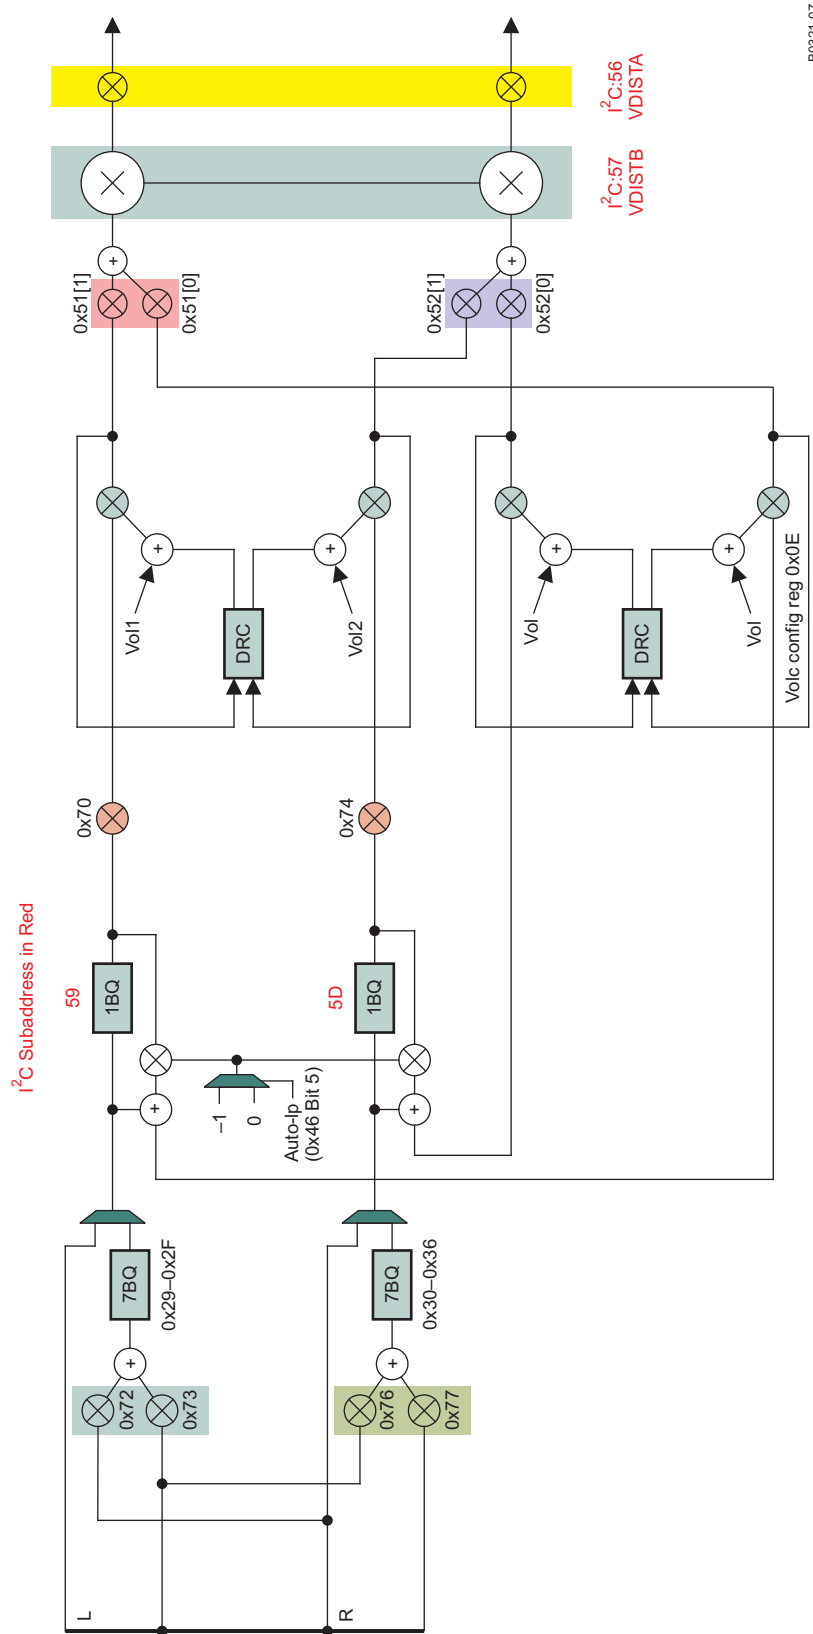 I²C Subaddress in Red
L
R
0x72
0x73
0x76
0x77
7BQ
0x29–0x2F
7BQ
0x30–0x36
59
1BQ
5D
1BQ
–1
0
Auto-lp
(0x46 Bit 5)
0x70
0x74
Vol1
DRC
Vol2
Vol
DRC
Vol
Volc config reg 0x0E
0x51[1]
0x51[0]
0x52[1]
0x52[0]
I²C:57
VDISTB
I²C:56
VDISTA
B0321-07